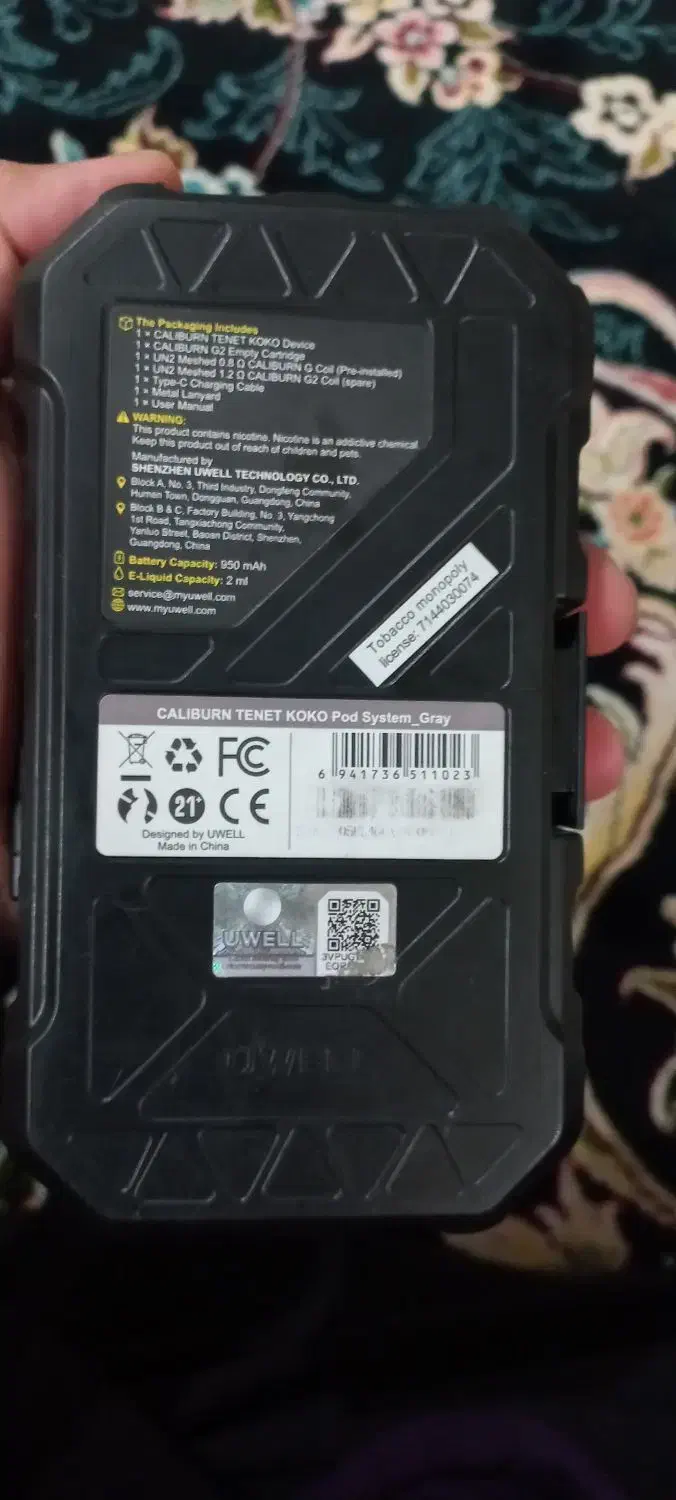 The Packaging Includes
1 × CALIBURN TENET KOKO Device
1 × CALIBURN G2 Empty Cartridge
1 × UN2 Meshed 0.8 Ω CALIBURN G Coil (Pre-installed)
1 × UN2 Meshed 1.2 Ω CALIBURN G2 Coil (spare)
1 × Type-C Charging Cable
1 × Metal Lanyard
1 × User Manual
WARNING:
This product contains nicotine. Nicotine is an addictive chemical.
Keep this product out of reach of children and pets.
Manufactured by
SHENZHEN UWELL TECHNOLOGY CO., LTD.
Block A, No. 3, Third Industry, Dongfeng Community,
Humen Town, Dongguan, Guangdong, China
Block B & C, Factory Building, No. 3, Yangchong
1st Road, Tangxiachong Community,
Yanluo Street, Baoan District, Shenzhen,
Guangdong, China
Battery Capacity: 950 mAh
E-Liquid Capacity: 2 ml
service@myuwell.com
www.myuwell.com
Tobacco monopoly
license: 7144030074
CALIBURN TENET KOKO Pod System_Gray
FC
6 941736 511023
21+ CE
Designed by UWELL
Made in China
UWELL
UWELL